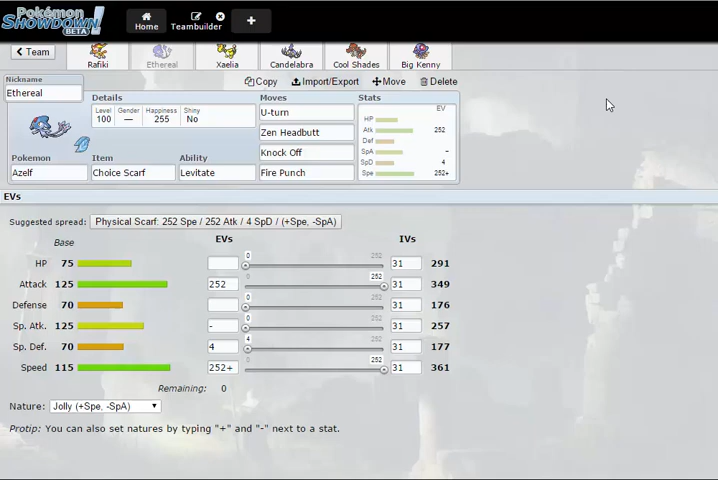 Pokémon
Showdown!
BETA
Home
Teambuilder
Team
Rafiki
Ethereal
Xaelia
Candelabra
Cool Shades
Big Kenny
Copy
Import/Export
Move
Delete
Nickname
Ethereal
Details
Level Gender Happiness Shiny
100 — 255 No
Pokemon
Azelf
Item
Choice Scarf
Ability
Levitate
Moves
U-turn
Zen Headbutt
Knock Off
Fire Punch
Stats
EV
HP
Atk 252
Def
SpA –
SpD 4
Spe 252+
EVs
Suggested spread: Physical Scarf: 252 Spe / 252 Atk / 4 SpD / (+Spe, -SpA)
Base EVs IVs
HP 75 0 252 31 291
Attack 125 252 0 252 31 349
Defense 70 0 252 31 176
Sp. Atk. 125 - 0 252 31 257
Sp. Def. 70 4 4 252 31 177
Speed 115 252+ 0 252 31 361
Remaining: 0
Nature: Jolly (+Spe, -SpA)
Protip: You can also set natures by typing "+" and "-" next to a stat.